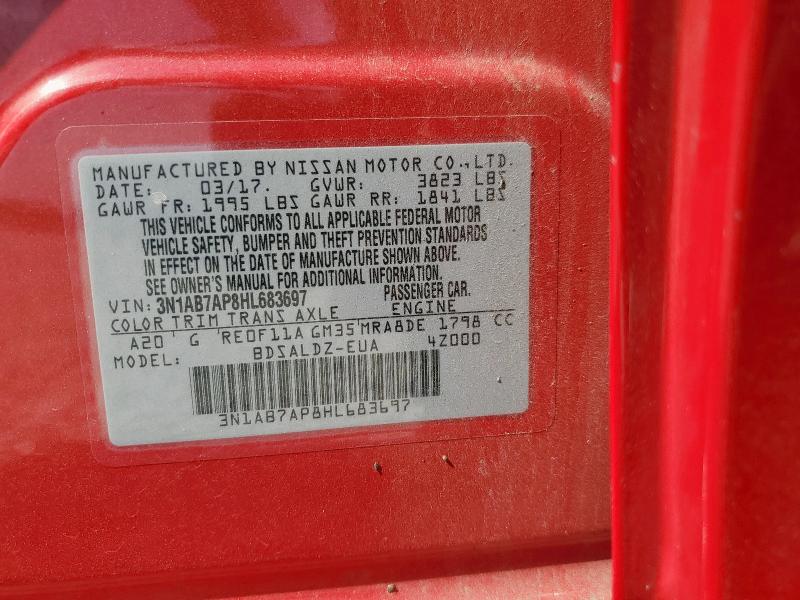 MANUFACTURED BY NISSAN MOTOR CO.,LTD.
DATE: 03/17. GVWR: 3823 LBS
GAWR FR: 1995 LBS GAWR RR: 1841 LBS
THIS VEHICLE CONFORMS TO ALL APPLICABLE FEDERAL MOTOR
VEHICLE SAFETY, BUMPER AND THEFT PREVENTION STANDARDS
IN EFFECT ON THE DATE OF MANUFACTURE SHOWN ABOVE.
SEE OWNER'S MANUAL FOR ADDITIONAL INFORMATION.
VIN: 3N1AB7AP8HL683697 PASSENGER CAR.
COLOR TRIM TRANS AXLE ENGINE
A20 G RE0F11A GM35 MRA8DE 1798 CC
MODEL: BDSALDZ-EUA 4Z000
3N1AB7AP8HL683697